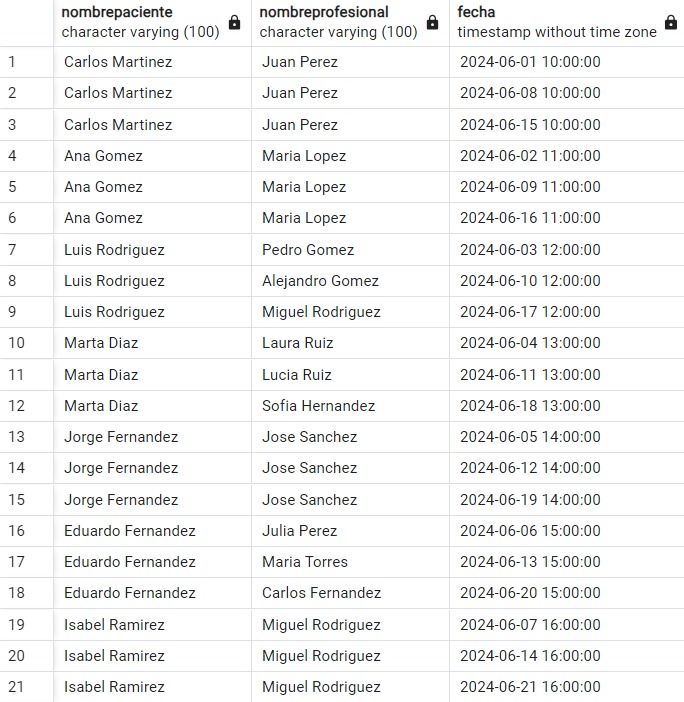 nombrepaciente nombreprofesional fecha
character varying (100) character varying (100) timestamp without time zone
1 Carlos Martinez Juan Perez 2024-06-01 10:00:00
2 Carlos Martinez Juan Perez 2024-06-08 10:00:00
3 Carlos Martinez Juan Perez 2024-06-15 10:00:00
4 Ana Gomez Maria Lopez 2024-06-02 11:00:00
5 Ana Gomez Maria Lopez 2024-06-09 11:00:00
6 Ana Gomez Maria Lopez 2024-06-16 11:00:00
7 Luis Rodriguez Pedro Gomez 2024-06-03 12:00:00
8 Luis Rodriguez Alejandro Gomez 2024-06-10 12:00:00
9 Luis Rodriguez Miguel Rodriguez 2024-06-17 12:00:00
10 Marta Diaz Laura Ruiz 2024-06-04 13:00:00
11 Marta Diaz Lucia Ruiz 2024-06-11 13:00:00
12 Marta Diaz Sofia Hernandez 2024-06-18 13:00:00
13 Jorge Fernandez Jose Sanchez 2024-06-05 14:00:00
14 Jorge Fernandez Jose Sanchez 2024-06-12 14:00:00
15 Jorge Fernandez Jose Sanchez 2024-06-19 14:00:00
16 Eduardo Fernandez Julia Perez 2024-06-06 15:00:00
17 Eduardo Fernandez Maria Torres 2024-06-13 15:00:00
18 Eduardo Fernandez Carlos Fernandez 2024-06-20 15:00:00
19 Isabel Ramirez Miguel Rodriguez 2024-06-07 16:00:00
20 Isabel Ramirez Miguel Rodriguez 2024-06-14 16:00:00
21 Isabel Ramirez Miguel Rodriguez 2024-06-21 16:00:00